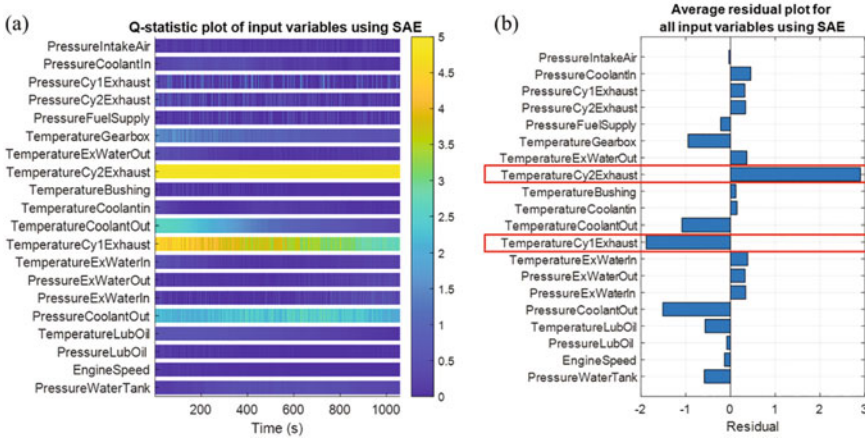 (a)
Q-statistic plot of input variables using SAE
PressureIntakeAir
PressureCoolantIn
PressureCy1Exhaust
PressureCy2Exhaust
PressureFuelSupply
TemperatureGearbox
TemperatureExWaterOut
TemperatureCy2Exhaust
TemperatureBushing
TemperatureCoolantin
TemperatureCoolantOut
TemperatureCy1Exhaust
TemperatureExWaterIn
PressureExWaterOut
PressureExWaterIn
PressureCoolantOut
TemperatureLubOil
PressureLubOil
EngineSpeed
PressureWaterTank
200 400 600 800 1000
Time (s)
5
4.5
4
3.5
3
2.5
2
1.5
1
0.5
0
(b)
Average residual plot for
all input variables using SAE
PressureIntakeAir
PressureCoolantIn
PressureCy1Exhaust
PressureCy2Exhaust
PressureFuelSupply
TemperatureGearbox
TemperatureExWaterOut
TemperatureCy2Exhaust
TemperatureBushing
TemperatureCoolantin
TemperatureCoolantOut
TemperatureCy1Exhaust
TemperatureExWaterIn
PressureExWaterOut
PressureExWaterIn
PressureCoolantOut
TemperatureLubOil
PressureLubOil
EngineSpeed
PressureWaterTank
-2 -1 0 1 2 3
Residual